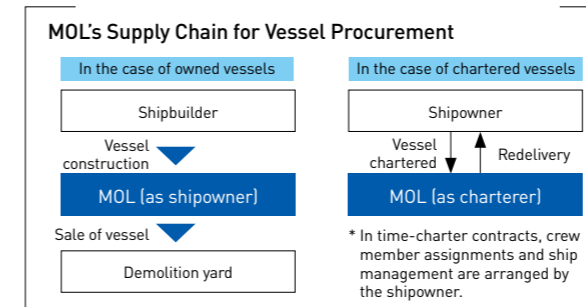 MOL’s Supply Chain for Vessel Procurement
In the case of owned vessels
Shipbuilder
Vessel
construction
MOL (as shipowner)
Sale of vessel
Demolition yard
In the case of chartered vessels
Shipowner
Vessel
chartered
Redelivery
MOL (as charterer)
* In time-charter contracts, crew
member assignments and ship
management are arranged by
the shipowner.